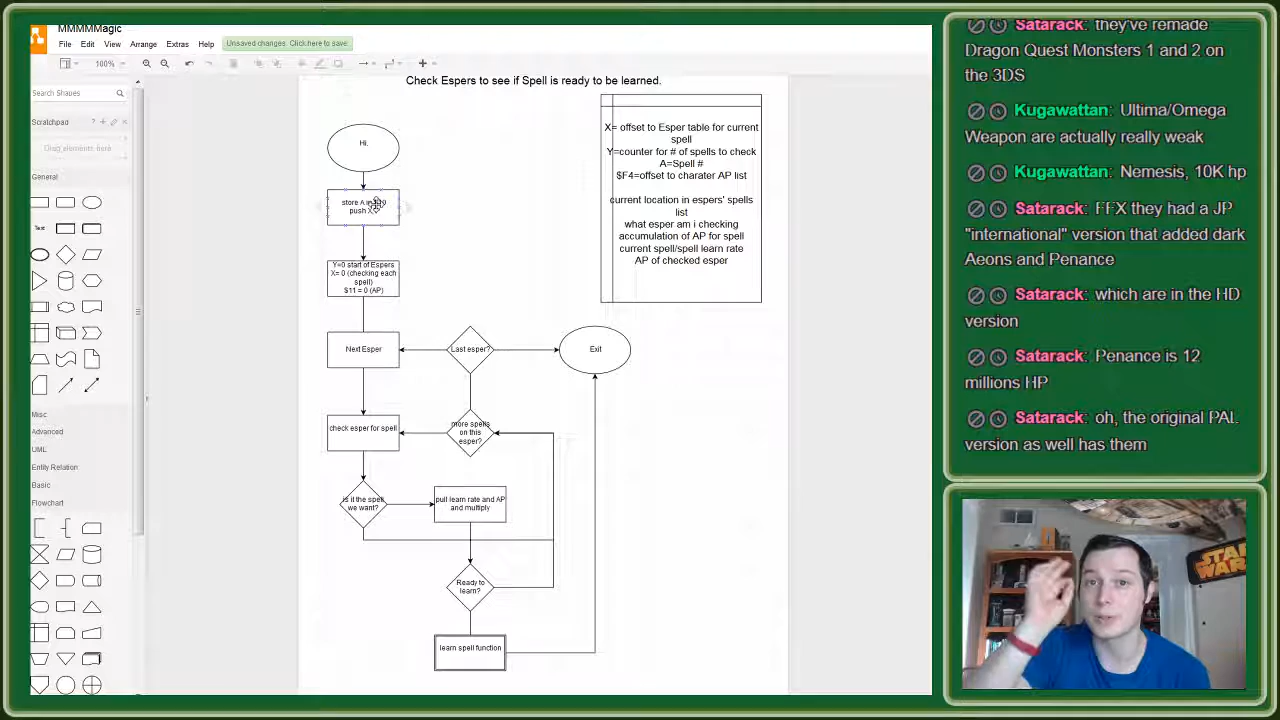 MMMMMagic
File Edit View Arrange Extras Help
Unsaved changes. Click here to save.
100%
Search Shapes
Scratchpad
Drag elements here
General
Text
Misc
Advanced
UML
Entity Relation
Basic
Flowchart
Check Espers to see if Spell is ready to be learned.
Hi.
store A in
push X,
Y=0 start of Espers
X= 0 (checking each
spell)
$11 = 0 (AP)
Next Esper
Last esper?
Exit
check esper for spell
more spells
on this
esper?
is it the spell
we want?
pull learn rate and AP
and multiply
Ready to
learn?
learn spell function
X= offset to Esper table for current
spell
Y=counter for # of spells to check
A=Spell #
$F4=offset to charater AP list
current location in espers' spells
list
what esper am i checking
accumulation of AP for spell
current spell/spell learn rate
AP of checked esper
Satarack: they've remade
Dragon Quest Monsters 1 and 2 on
the 3DS
Kugawattan: Ultima/Omega
Weapon are actually really weak
Kugawattan: Nemesis, 10K hp
Satarack: FFX they had a JP
"international" version that added dark
Aeons and Penance
Satarack: which are in the HD
version
Satarack: Penance is 12
millions HP
Satarack: oh, the original PAL
version as well has them
STAR
WARS